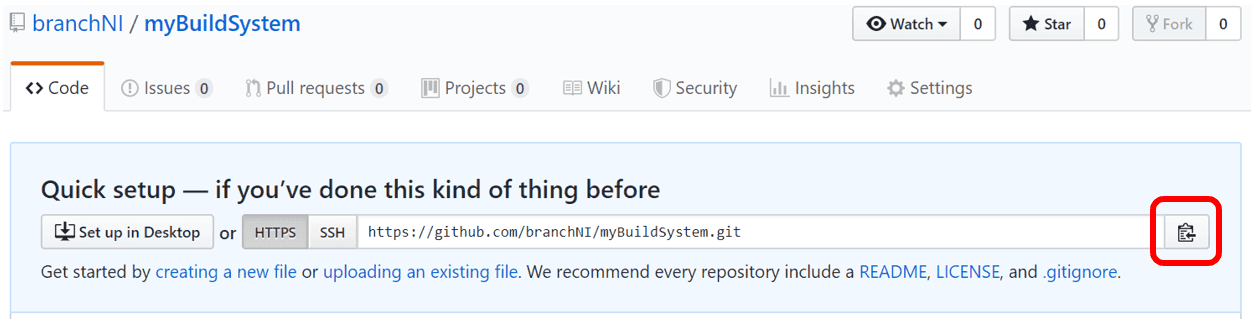 branchNI / myBuildSystem Watch 0 Star 0 Fork 0
Code Issues 0 Pull requests 0 Projects 0 Wiki Security Insights Settings
Quick setup — if you’ve done this kind of thing before
Set up in Desktop or HTTPS SSH https://github.com/branchNI/myBuildSystem.git
Get started by creating a new file or uploading an existing file. We recommend every repository include a README, LICENSE, and .gitignore.